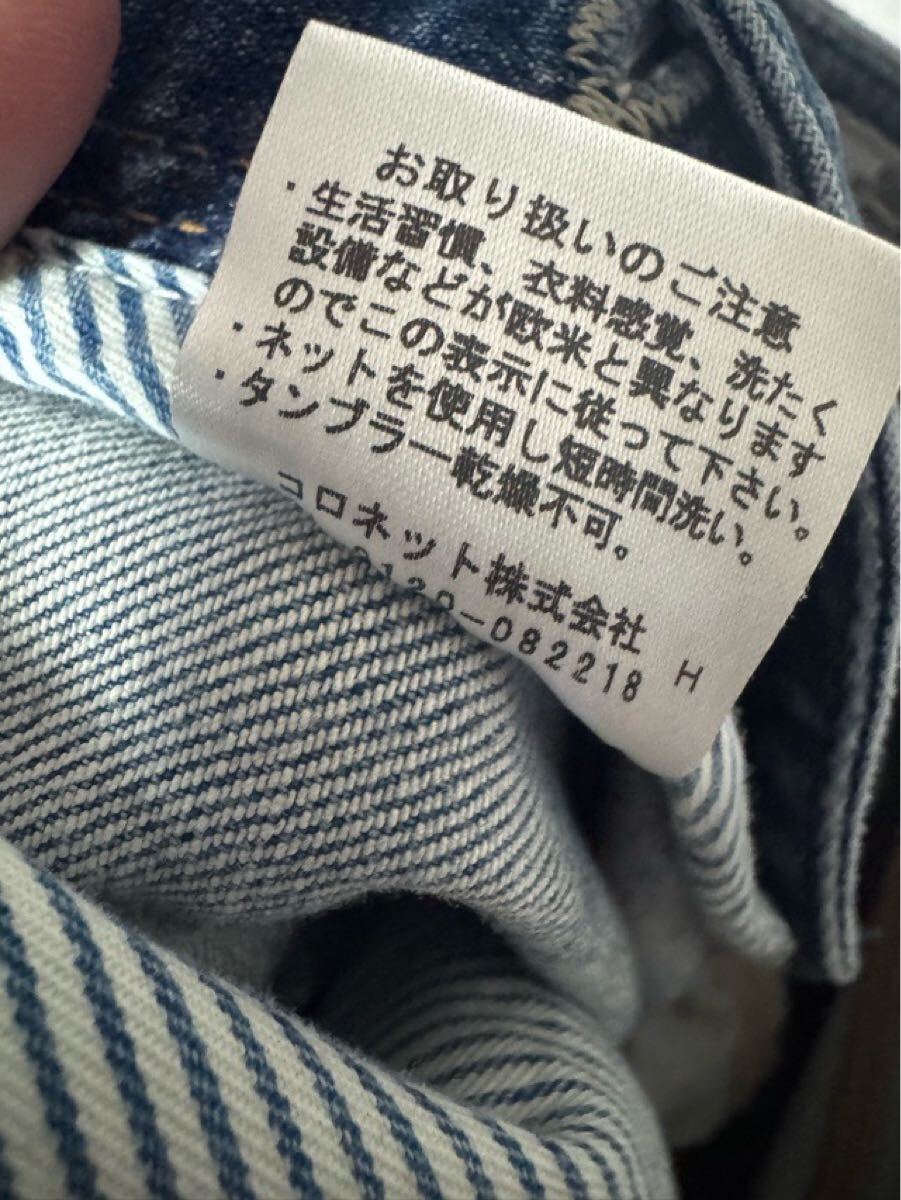 お取り扱いのご注意
・生活習慣、衣料感覚、洗たく
設備などが欧米と異なります
のでこの表示に従って下さい。
・ネットを使用し短時間洗い。
・タンブラー乾燥不可。
コロネット株式会社
0120-082218 H